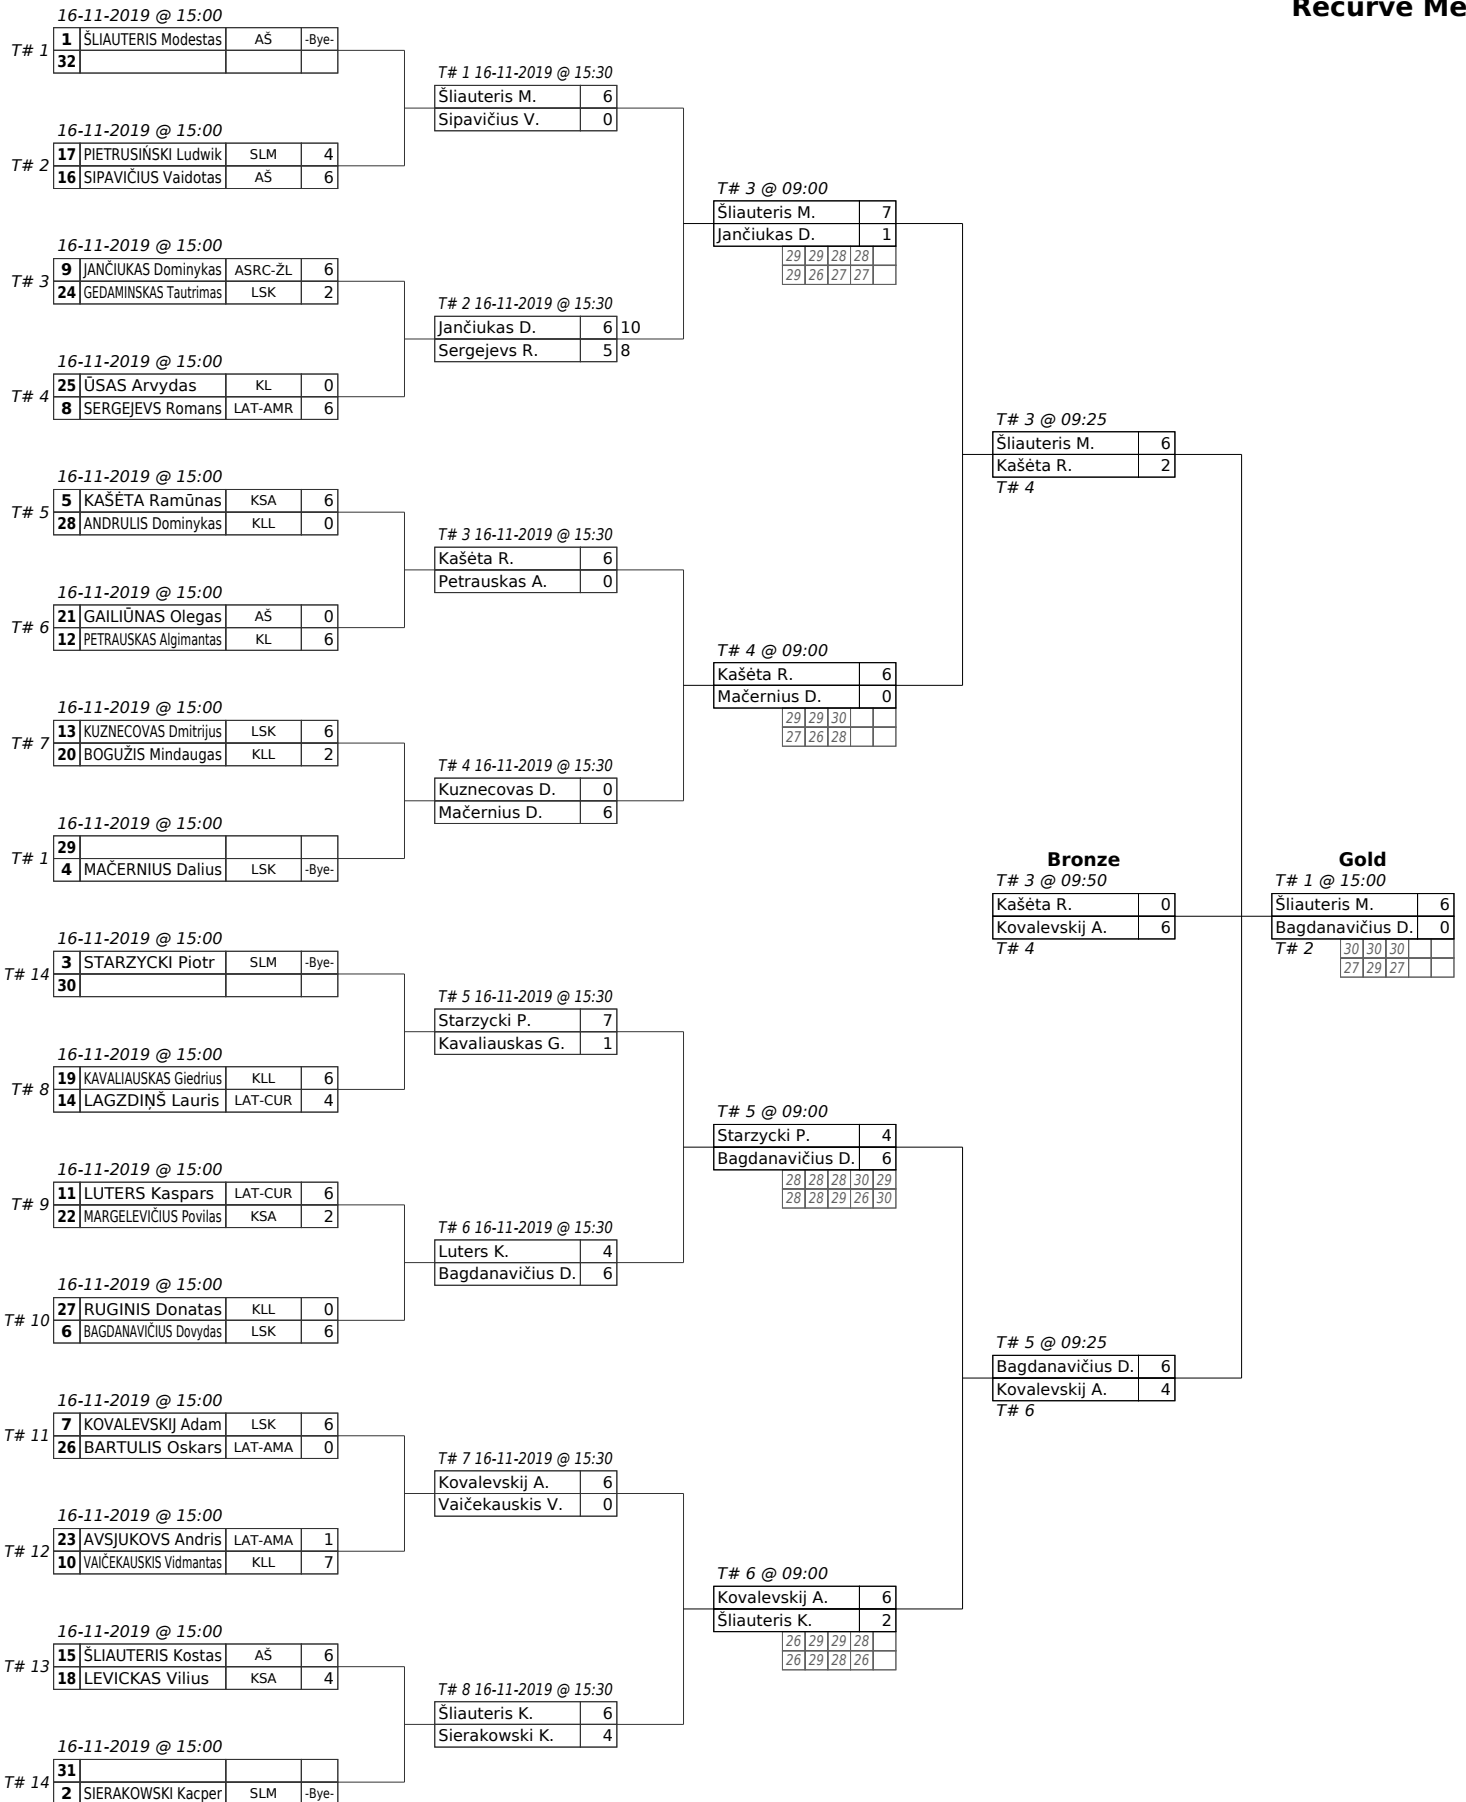 Recurve Me
16-11-2019 @ 15:00
T# 1
1 ŠLIAUTERIS Modestas AŠ -Bye-
32
16-11-2019 @ 15:00
T# 2
17 PIETRUSIŃSKI Ludwik SLM 4
16 SIPAVIČIUS Vaidotas AŠ 6
16-11-2019 @ 15:00
T# 3
9 JANČIUKAS Dominykas ASRC-ŽL 6
24 GEDAMINSKAS Tautrimas LSK 2
16-11-2019 @ 15:00
T# 4
25 ŪSAS Arvydas KL 0
8 SERGEJEVS Romans LAT-AMR 6
16-11-2019 @ 15:00
T# 5
5 KAŠĖTA Ramūnas KSA 6
28 ANDRULIS Dominykas KLL 0
16-11-2019 @ 15:00
T# 6
21 GAILIŪNAS Olegas AŠ 0
12 PETRAUSKAS Algimantas KL 6
16-11-2019 @ 15:00
T# 7
13 KUZNECOVAS Dmitrijus LSK 6
20 BOGUŽIS Mindaugas KLL 2
16-11-2019 @ 15:00
T# 1
29
4 MAČERNIUS Dalius LSK -Bye-
16-11-2019 @ 15:00
T# 14
3 STARZYCKI Piotr SLM -Bye-
30
16-11-2019 @ 15:00
T# 8
19 KAVALIAUSKAS Giedrius KLL 6
14 LAGZDIŅŠ Lauris LAT-CUR 4
16-11-2019 @ 15:00
T# 9
11 LUTERS Kaspars LAT-CUR 6
22 MARGELEVIČIUS Povilas KSA 2
16-11-2019 @ 15:00
T# 10
27 RUGINIS Donatas KLL 0
6 BAGDANAVIČIUS Dovydas LSK 6
16-11-2019 @ 15:00
T# 11
7 KOVALEVSKIJ Adam LSK 6
26 BARTULIS Oskars LAT-AMA 0
16-11-2019 @ 15:00
T# 12
23 AVSJUKOVS Andris LAT-AMA 1
10 VAIČEKAUSKIS Vidmantas KLL 7
16-11-2019 @ 15:00
T# 13
15 ŠLIAUTERIS Kostas AŠ 6
18 LEVICKAS Vilius KSA 4
16-11-2019 @ 15:00
T# 14
31
2 SIERAKOWSKI Kacper SLM -Bye-
T# 1 16-11-2019 @ 15:30
Šliauteris M. 6
Sipavičius V. 0
T# 2 16-11-2019 @ 15:30
Jančiukas D. 6 10
Sergejevs R. 5 8
T# 3 16-11-2019 @ 15:30
Kašėta R. 6
Petrauskas A. 0
T# 4 16-11-2019 @ 15:30
Kuznecovas D. 0
Mačernius D. 6
T# 5 16-11-2019 @ 15:30
Starzycki P. 7
Kavaliauskas G. 1
T# 6 16-11-2019 @ 15:30
Luters K. 4
Bagdanavičius D. 6
T# 7 16-11-2019 @ 15:30
Kovalevskij A. 6
Vaičekauskis V. 0
T# 8 16-11-2019 @ 15:30
Šliauteris K. 6
Sierakowski K. 4
T# 3 @ 09:00
Šliauteris M. 7
Jančiukas D. 1
29 29 28 28
29 26 27 27
T# 4 @ 09:00
Kašėta R. 6
Mačernius D. 0
29 29 30
27 26 28
T# 5 @ 09:00
Starzycki P. 4
Bagdanavičius D. 6
28 28 28 30 29
28 28 29 26 30
T# 6 @ 09:00
Kovalevskij A. 6
Šliauteris K. 2
26 29 29 28
26 29 28 26
T# 3 @ 09:25
Šliauteris M. 6
Kašėta R. 2
T# 4
Bronze
T# 3 @ 09:50
Kašėta R. 0
Kovalevskij A. 6
T# 4
T# 5 @ 09:25
Bagdanavičius D. 6
Kovalevskij A. 4
T# 6
Gold
T# 1 @ 15:00
Šliauteris M. 6
Bagdanavičius D. 0
T# 2
30 30 30
27 29 27